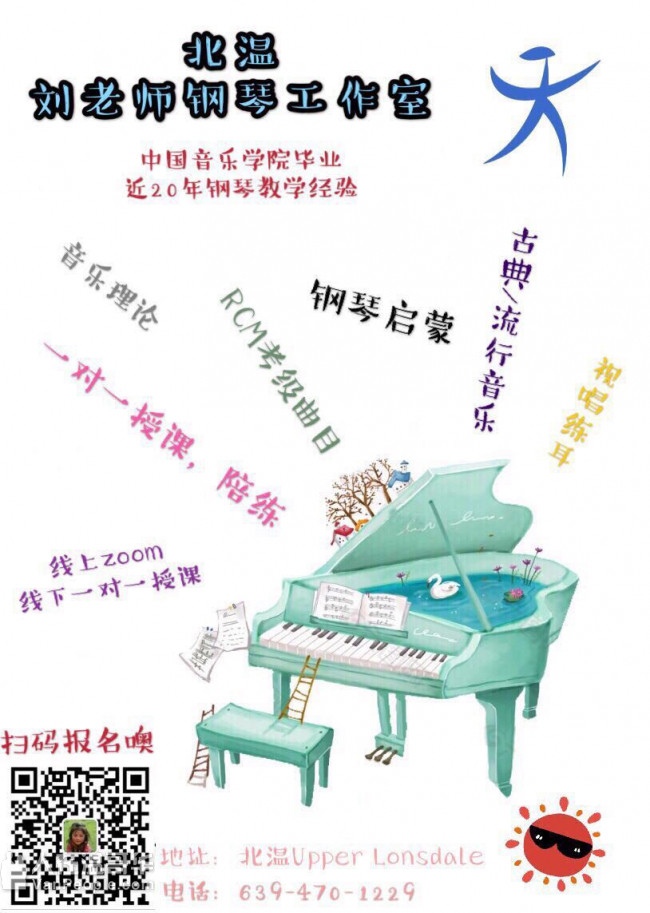 北温
刘老师钢琴工作室
中国音乐学院毕业
近20年钢琴教学经验
音乐理论
RCM考级曲目
钢琴启蒙
古典/流行音乐
视唱练耳
一对一授课，陪练
线上zoom
线下一对一授课
扫码报名噢
地址：北温Upper Lonsdale
电话：639-470-1229